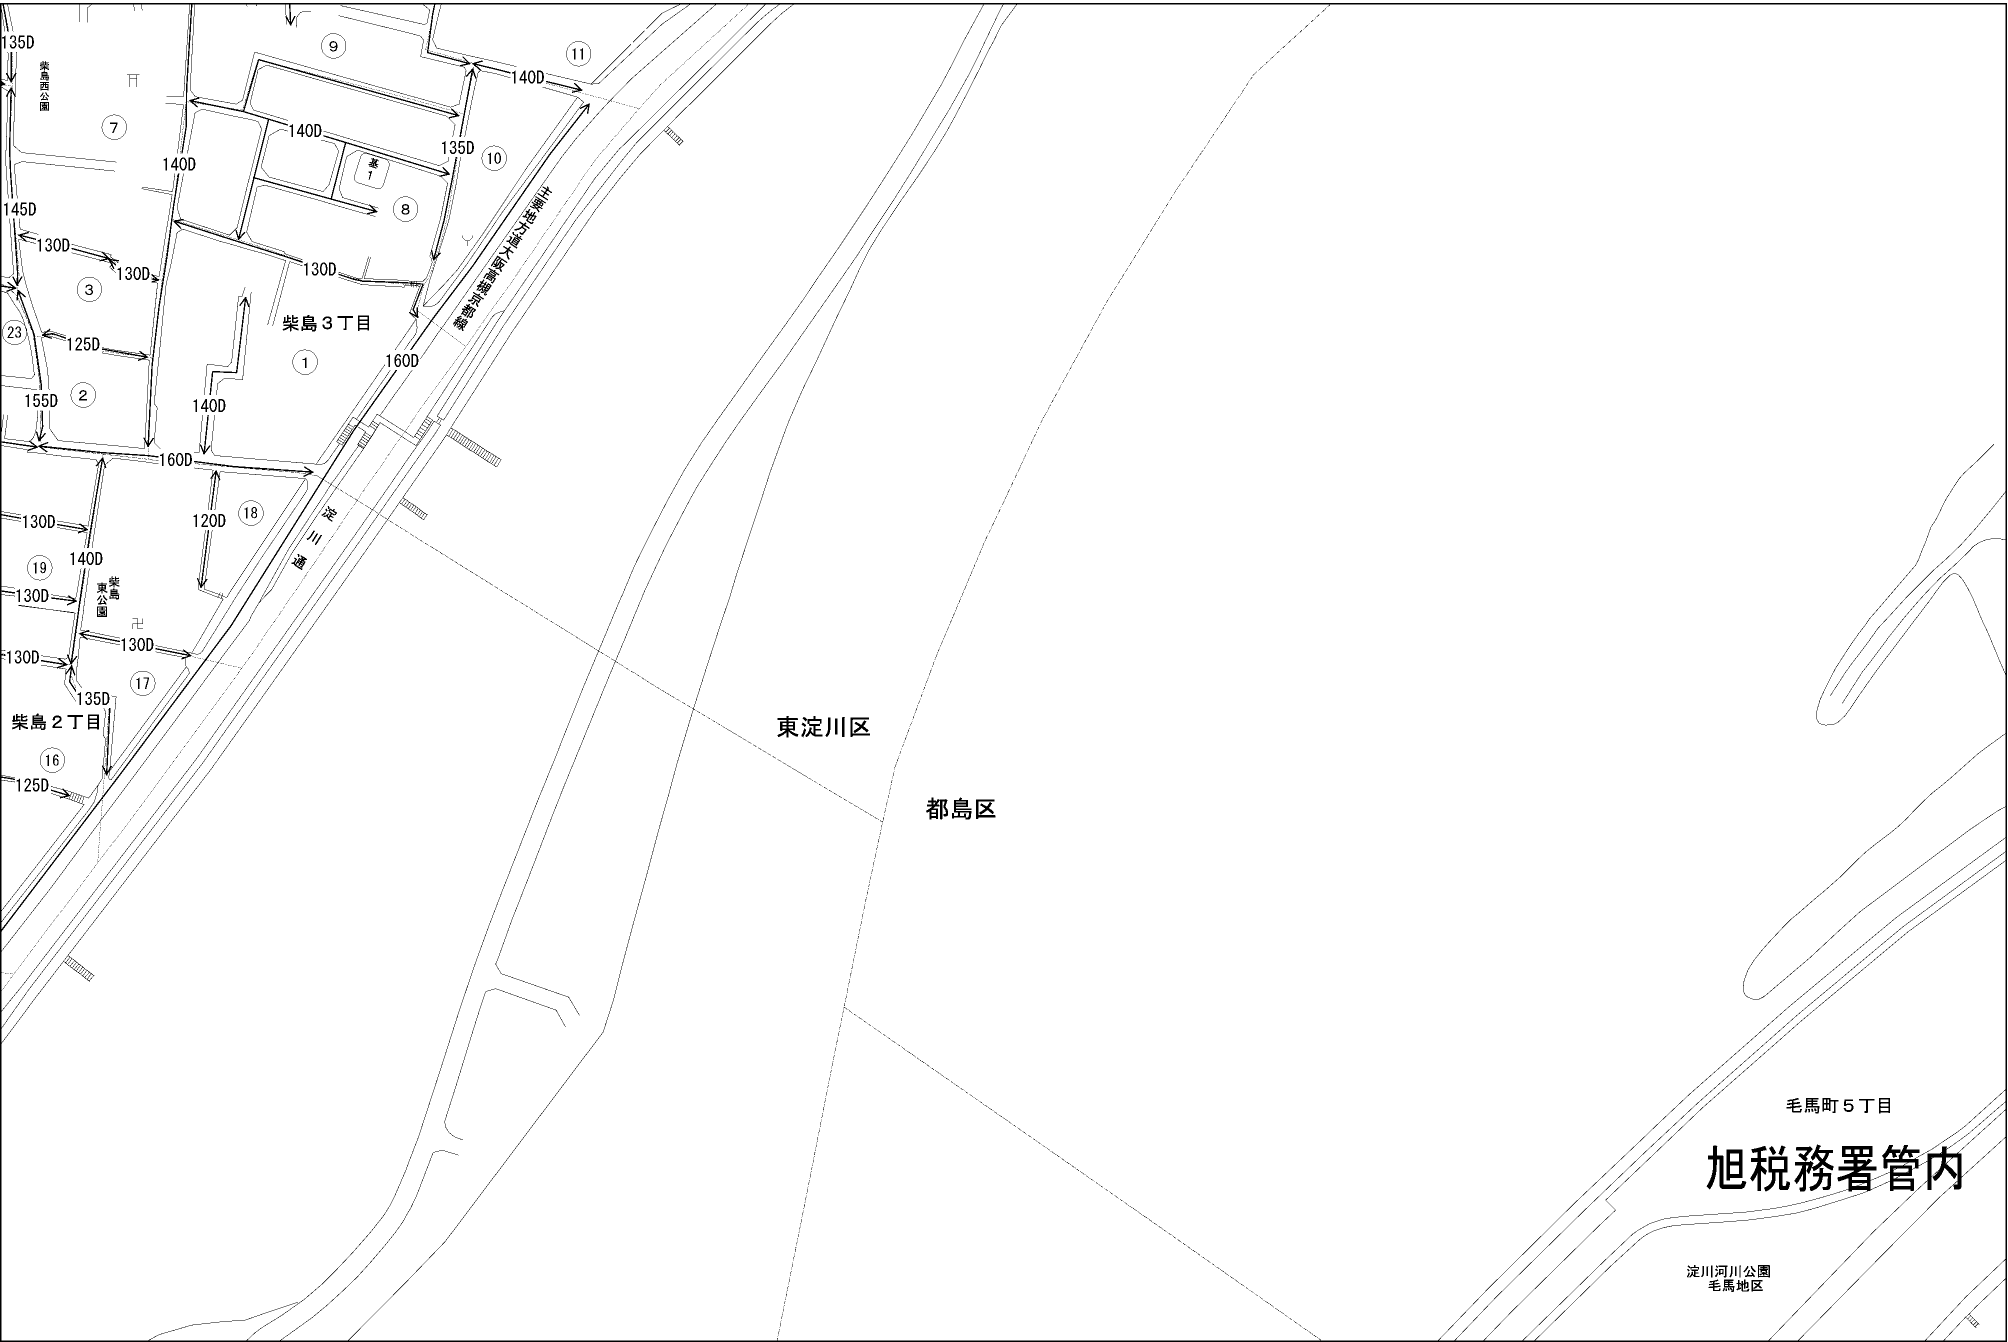 135D
柴島西公園
⑨
⑪
140D
⑦
140D
140D
135D
⑩
基
1
⑧
145D
130D
130D
130D
主要地方道大阪高槻京都線
③
㉓
柴島3丁目
①
160D
125D
②
155D
140D
160D
130D
120D
⑱
淀川通
140D
⑲
130D
柴島
東公園
130D
130D
⑰
135D
柴島2丁目
⑯
125D
東淀川区
都島区
毛馬町5丁目
旭税務署管内
淀川河川公園
毛馬地区